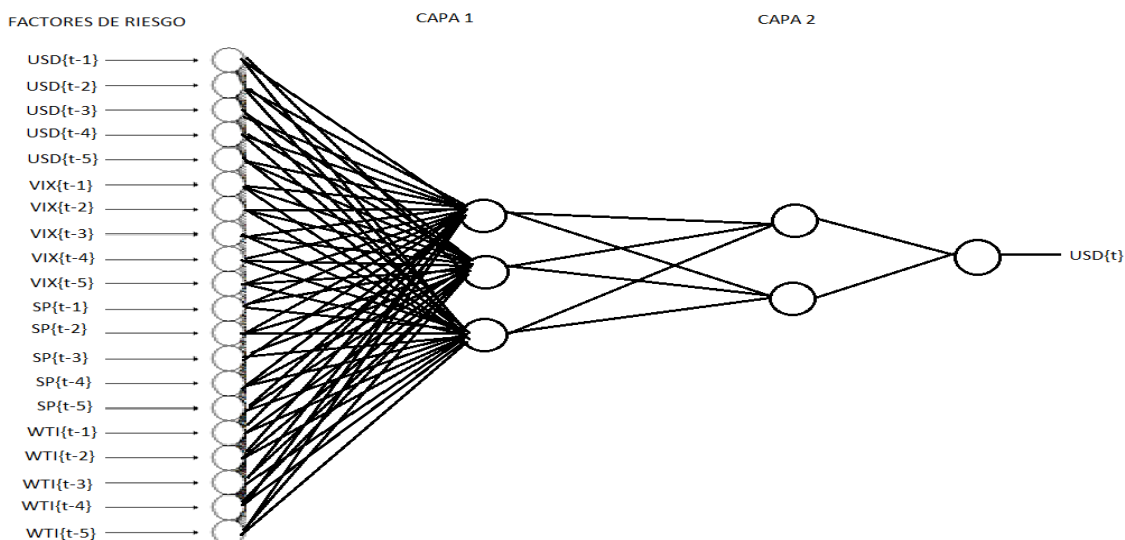 FACTORES DE RIESGO
CAPA 1
CAPA 2
USD{t-1}
USD{t-2}
USD{t-3}
USD{t-4}
USD{t-5}
VIX{t-1}
VIX{t-2}
VIX{t-3}
VIX{t-4}
VIX{t-5}
SP{t-1}
SP{t-2}
SP{t-3}
SP{t-4}
SP{t-5}
WTI{t-1}
WTI{t-2}
WTI{t-3}
WTI{t-4}
WTI{t-5}
USD{t}